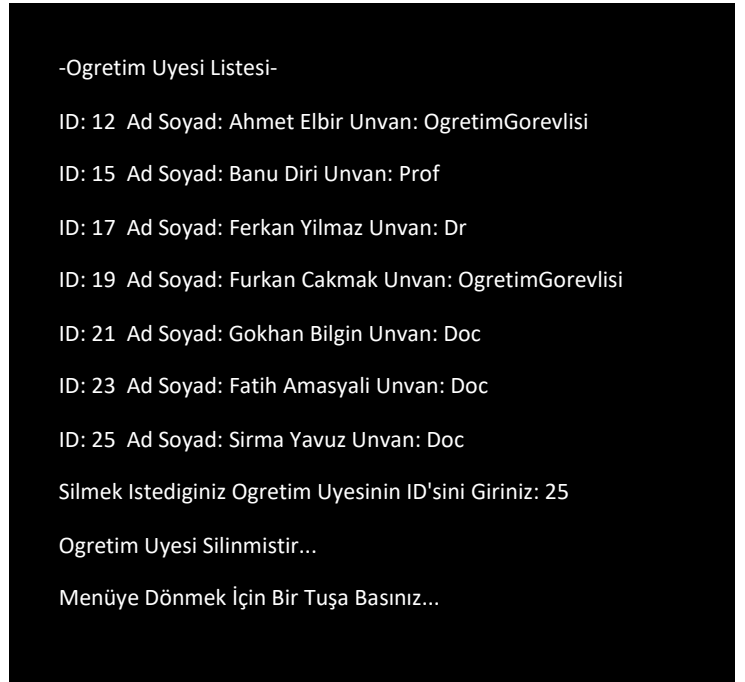 -Ogretim Uyesi Listesi-
ID: 12  Ad Soyad: Ahmet Elbir Unvan: OgretimGorevlisi
ID: 15  Ad Soyad: Banu Diri Unvan: Prof
ID: 17  Ad Soyad: Ferkan Yilmaz Unvan: Dr
ID: 19  Ad Soyad: Furkan Cakmak Unvan: OgretimGorevlisi
ID: 21  Ad Soyad: Gokhan Bilgin Unvan: Doc
ID: 23  Ad Soyad: Fatih Amasyali Unvan: Doc
ID: 25  Ad Soyad: Sirma Yavuz Unvan: Doc
Silmek Istediginiz Ogretim Uyesinin ID'sini Giriniz: 25
Ogretim Uyesi Silinmistir...
Menüye Dönmek İçin Bir Tuşa Basınız...